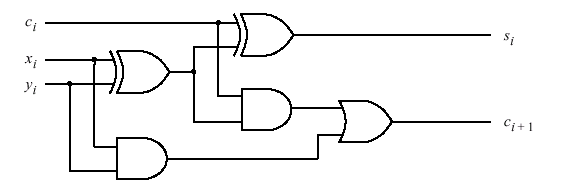 c_i
s_i
x_i
y_i
c_{i+1}